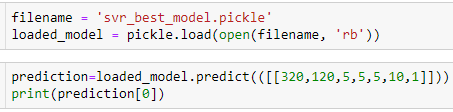 filename = 'svr_best_model.pickle'
loaded_model = pickle.load(open(filename, 'rb'))
prediction=loaded_model.predict(([[320,120,5,5,5,10,1]]))
print(prediction[0])